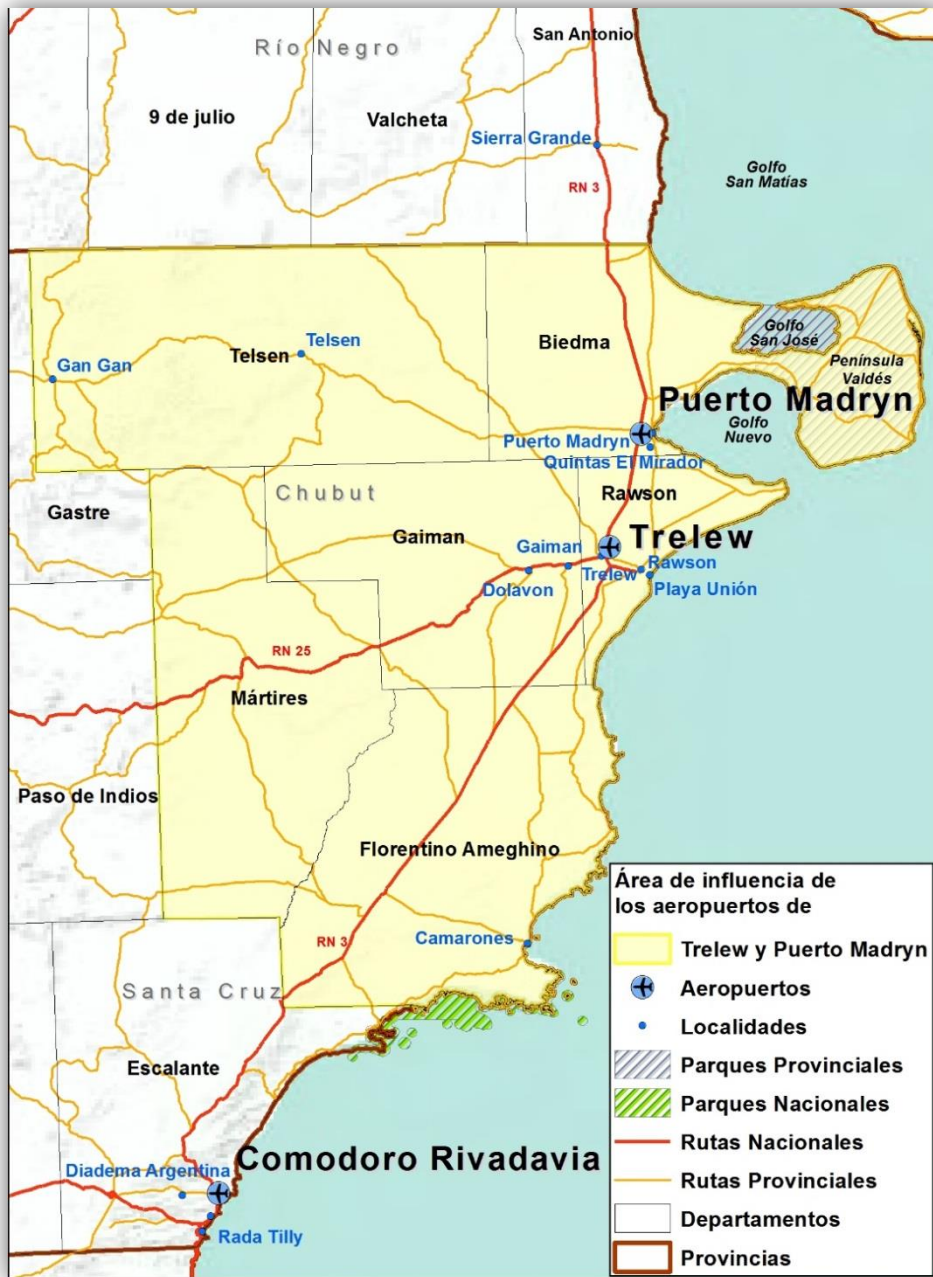 San Antonio
Río Negro
9 de julio
Valcheta
Sierra Grande
Golfo
San Matías
RN 3
Golfo
San José
Biedma
Telsen
Telsen
Península
Valdés
Gan Gan
Puerto Madryn
Golfo
Nuevo
Puerto Madryn
Quintas El Mirador
Chubut
Rawson
Gastre
Gaiman
Trelew
Gaiman
Rawson
Trelew
Dolavon
Playa Unión
RN 25
Mártires
Paso de Indios
Florentino Ameghino
RN 3
Camarones
Santa Cruz
Escalante
Comodoro Rivadavia
Diadema Argentina
Rada Tilly
Área de influencia de
los aeropuertos de
Trelew y Puerto Madryn
Aeropuertos
Localidades
Parques Provinciales
Parques Nacionales
Rutas Nacionales
Rutas Provinciales
Departamentos
Provincias